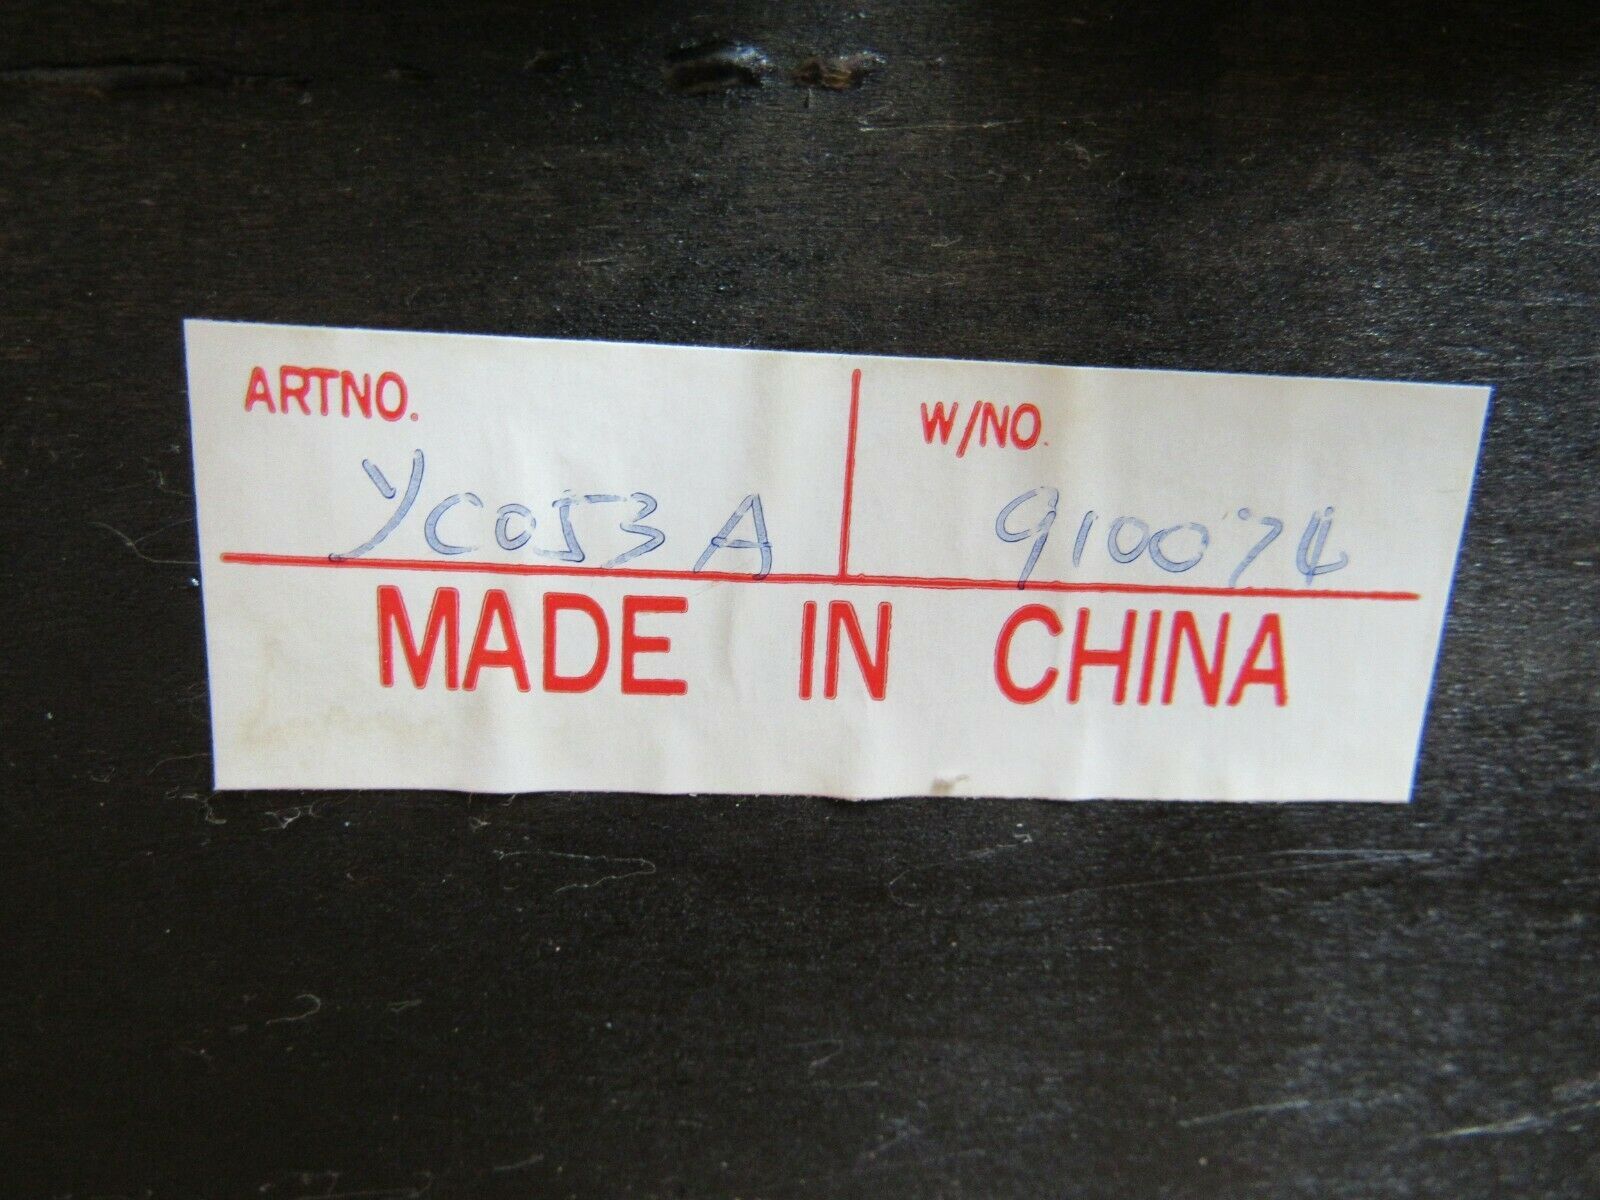 ARTNO. W/NO.
YC053A 910074
MADE IN CHINA